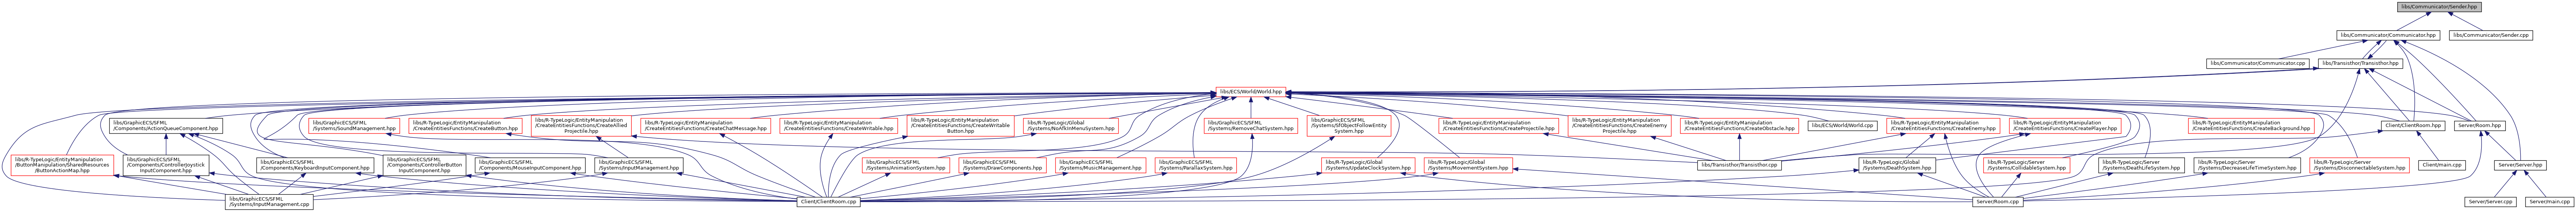 libs/Communicator/Sender.hpp
libs/Communicator/Communicator.hpp
libs/Communicator/Sender.cpp
libs/Communicator/Communicator.cpp
libs/Transisthor/Transisthor.hpp
libs/ECS/World/World.hpp
libs/GraphicECS/SFML
/Components/ActionQueueComponent.hpp
libs/GraphicECS/SFML
/Systems/SoundManagement.hpp
libs/R-TypeLogic/EntityManipulation
/CreateEntitiesFunctions/CreateButton.hpp
libs/R-TypeLogic/EntityManipulation
/CreateEntitiesFunctions/CreateAllied
Projectile.hpp
libs/R-TypeLogic/EntityManipulation
/CreateEntitiesFunctions/CreateChatMessage.hpp
libs/R-TypeLogic/EntityManipulation
/CreateEntitiesFunctions/CreateWritable.hpp
libs/R-TypeLogic/EntityManipulation
/CreateEntitiesFunctions/CreateWritable
Button.hpp
libs/R-TypeLogic/Global
/Systems/NoAfkInMenuSystem.hpp
libs/GraphicECS/SFML
/Systems/RemoveChatSystem.hpp
libs/GraphicECS/SFML
/Systems/SfObjectFollowEntity
System.hpp
libs/R-TypeLogic/EntityManipulation
/CreateEntitiesFunctions/CreateProjectile.hpp
libs/R-TypeLogic/EntityManipulation
/CreateEntitiesFunctions/CreateEnemy
Projectile.hpp
libs/R-TypeLogic/EntityManipulation
/CreateEntitiesFunctions/CreateObstacle.hpp
libs/ECS/World/World.cpp
libs/R-TypeLogic/EntityManipulation
/CreateEntitiesFunctions/CreateEnemy.hpp
libs/R-TypeLogic/EntityManipulation
/CreateEntitiesFunctions/CreatePlayer.hpp
libs/R-TypeLogic/EntityManipulation
/CreateEntitiesFunctions/CreateBackground.hpp
Client/ClientRoom.hpp
Server/Room.hpp
libs/R-TypeLogic/EntityManipulation
/ButtonManipulation/SharedResources
/ButtonActionMap.hpp
libs/GraphicECS/SFML
/Components/ControllerJoystick
InputComponent.hpp
libs/GraphicECS/SFML
/Components/KeyboardInputComponent.hpp
libs/GraphicECS/SFML
/Components/ControllerButton
InputComponent.hpp
libs/GraphicECS/SFML
/Components/MouseInputComponent.hpp
libs/GraphicECS/SFML
/Systems/InputManagement.hpp
libs/GraphicECS/SFML
/Systems/AnimationSystem.hpp
libs/GraphicECS/SFML
/Systems/DrawComponents.hpp
libs/GraphicECS/SFML
/Systems/MusicManagement.hpp
libs/GraphicECS/SFML
/Systems/ParallaxSystem.hpp
libs/R-TypeLogic/Global
/Systems/UpdateClockSystem.hpp
libs/R-TypeLogic/Global
/Systems/MovementSystem.hpp
libs/Transisthor/Transisthor.cpp
libs/R-TypeLogic/Global
/Systems/DeathSystem.hpp
libs/R-TypeLogic/Server
/Systems/CollidableSystem.hpp
libs/R-TypeLogic/Server
/Systems/DeathLifeSystem.hpp
libs/R-TypeLogic/Server
/Systems/DecreaseLifeTimeSystem.hpp
libs/R-TypeLogic/Server
/Systems/DisconnectableSystem.hpp
Client/main.cpp
Server/Server.hpp
libs/GraphicECS/SFML
/Systems/InputManagement.cpp
Client/ClientRoom.cpp
Server/Room.cpp
Server/Server.cpp
Server/main.cpp